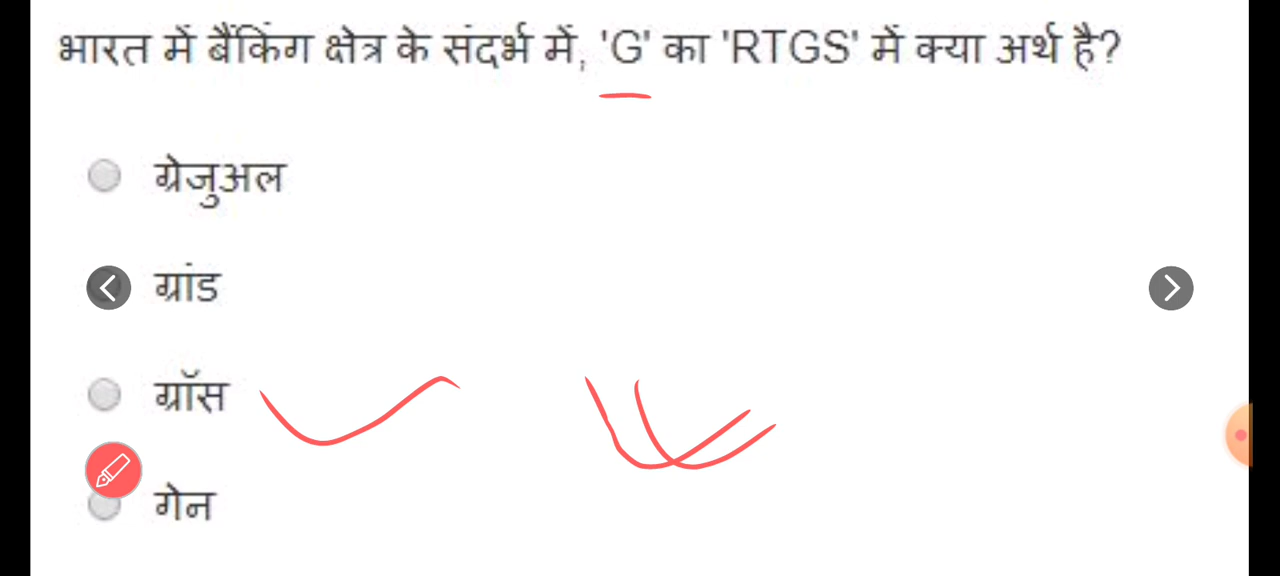 भारत में बैंकिंग क्षेत्र के संदर्भ में, 'G' का 'RTGS' में क्या अर्थ है?
ग्रेजुअल
ग्रांड
ग्रॉस
गेन